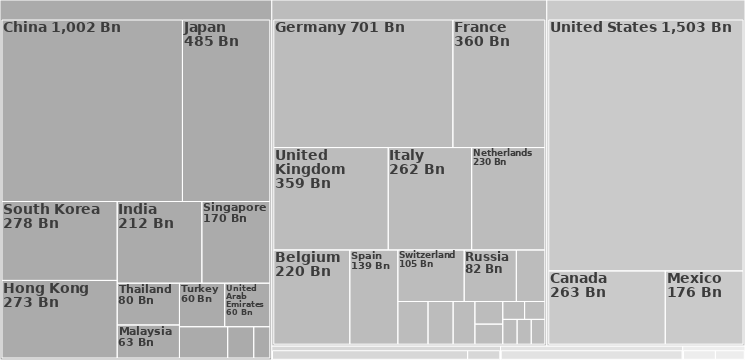 China 1,002 Bn
Japan
485 Bn
South Korea
278 Bn
India
212 Bn
Singapore
170 Bn
Hong Kong
273 Bn
Thailand
80 Bn
Turkey
60 Bn
United
Arab
Emirates
60 Bn
Malaysia
63 Bn
Germany 701 Bn
France
360 Bn
United
Kingdom
359 Bn
Italy
262 Bn
Netherlands
230 Bn
Belgium
220 Bn
Spain
139 Bn
Switzerland
105 Bn
Russia
82 Bn
United States 1,503 Bn
Canada
263 Bn
Mexico
176 Bn